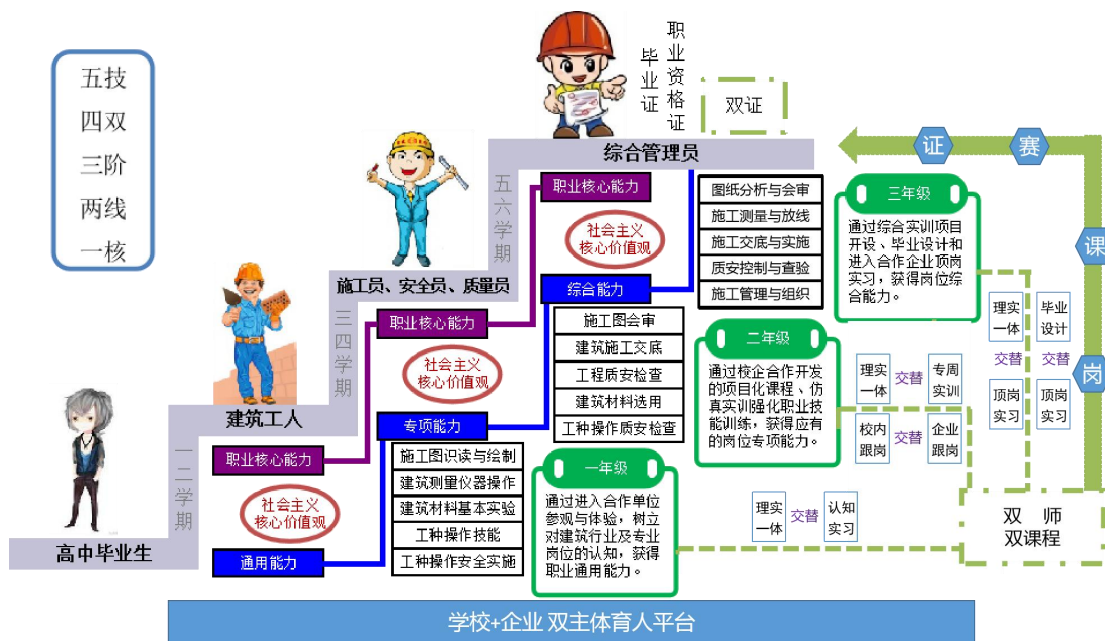 五技
四双
三阶
两线
一核
毕业证
职业资格证
双证
综合管理员
五六学期
职业核心能力
社会主义
核心价值观
综合能力
图纸分析与会审
施工测量与放线
施工交底与实施
质安控制与查验
施工管理与组织
三年级
通过综合实训项目
开设、毕业设计和
进入合作企业顶岗
实习，获得岗位综
合能力。
证
赛
课
岗
施工员、安全员、质量员
三四学期
职业核心能力
社会主义
核心价值观
专项能力
施工图会审
建筑施工交底
工程质安检查
建筑材料选用
工种操作质安检查
二年级
通过校企合作开发
的项目化课程、仿
真实训强化职业技
能训练，获得应有
的岗位专项能力。
理实
一体
交替
专周
实训
校内
跟岗
交替
企业
跟岗
理实
一体
交替
顶岗
实习
毕业
设计
交替
顶岗
实习
建筑工人
一二学期
职业核心能力
社会主义
核心价值观
通用能力
施工图识读与绘制
建筑测量仪器操作
建筑材料基本实验
工种操作技能
工种操作安全实施
一年级
通过进入合作单位
参观与体验，树立
对建筑行业及专业
岗位的认知，获得
职业通用能力。
理实
一体
交替
认知
实习
双 师
双课程
高中毕业生
学校+企业 双主体育人平台